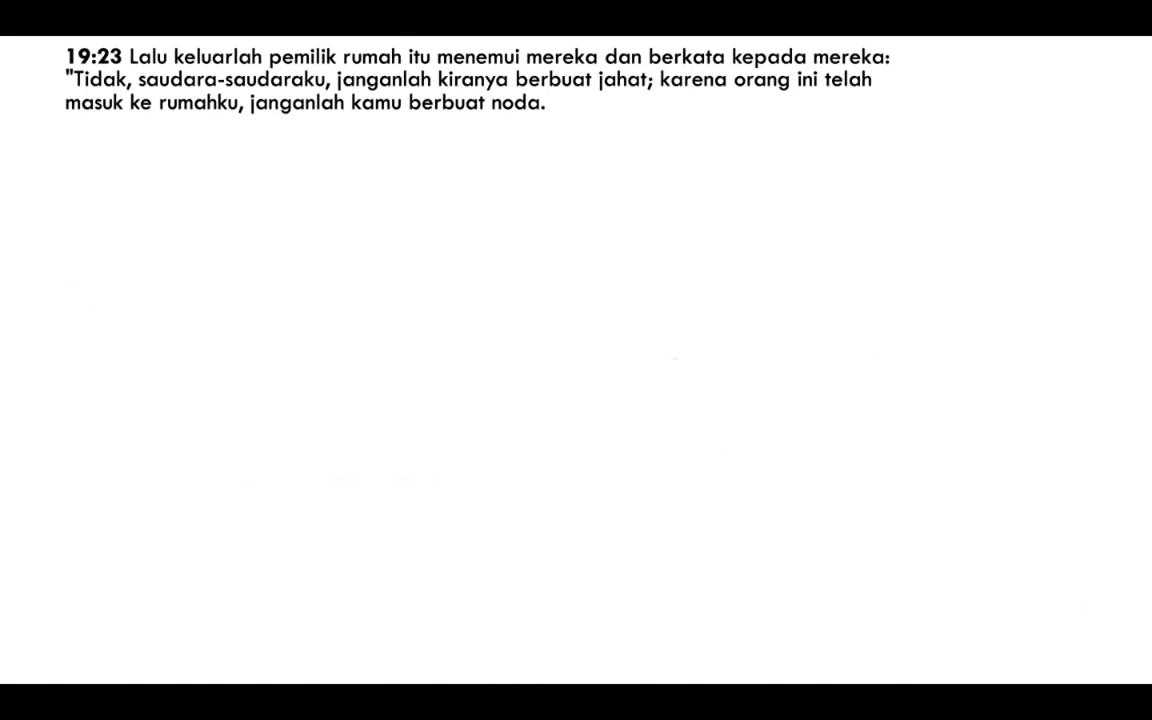 19:23 Lalu keluarlah pemilik rumah itu menemui mereka dan berkata kepada mereka:
"Tidak, saudara-saudaraku, janganlah kiranya berbuat jahat; karena orang ini telah
masuk ke rumahku, janganlah kamu berbuat noda.